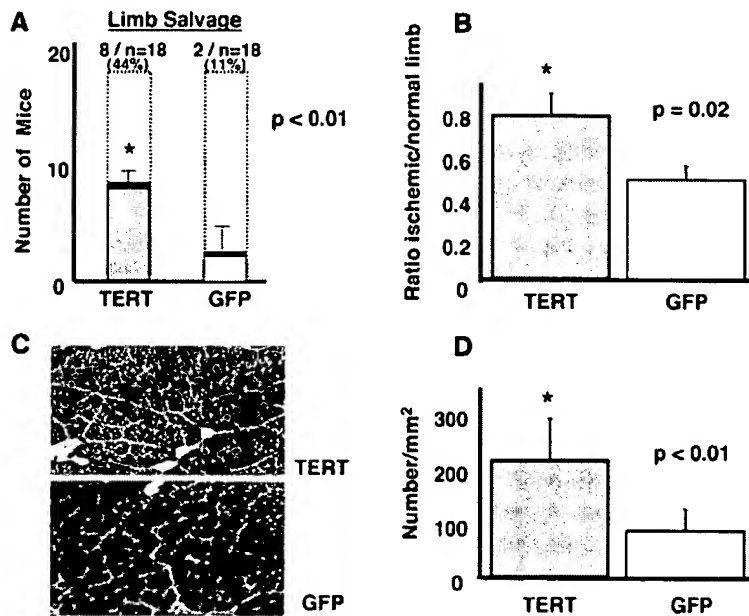 A
Limb Salvage
8 / n=18
(44%)
2 / n=18
(11%)
Number of Mice
20
10
0
*
p < 0.01
TERT
GFP
B
Ratio ischemic/normal limb
0.8
0.6
0.4
0.2
0
*
p = 0.02
TERT
GFP
C
TERT
GFP
D
Number/mm²
300
200
100
0
*
p < 0.01
TERT
GFP